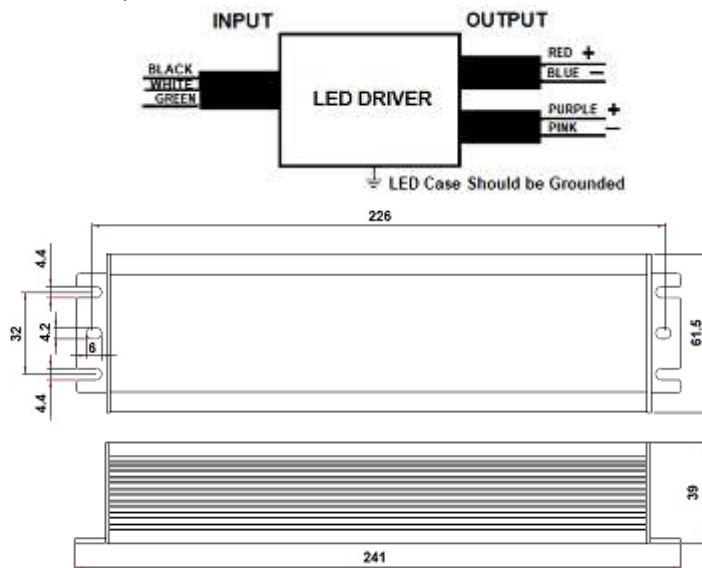 INPUT
OUTPUT
BLACK
WHITE
GREEN
LED DRIVER
RED +
BLUE −
PURPLE +
PINK −
LED Case Should be Grounded
226
4.4
32
4.2
6
4.4
61.5
39
241